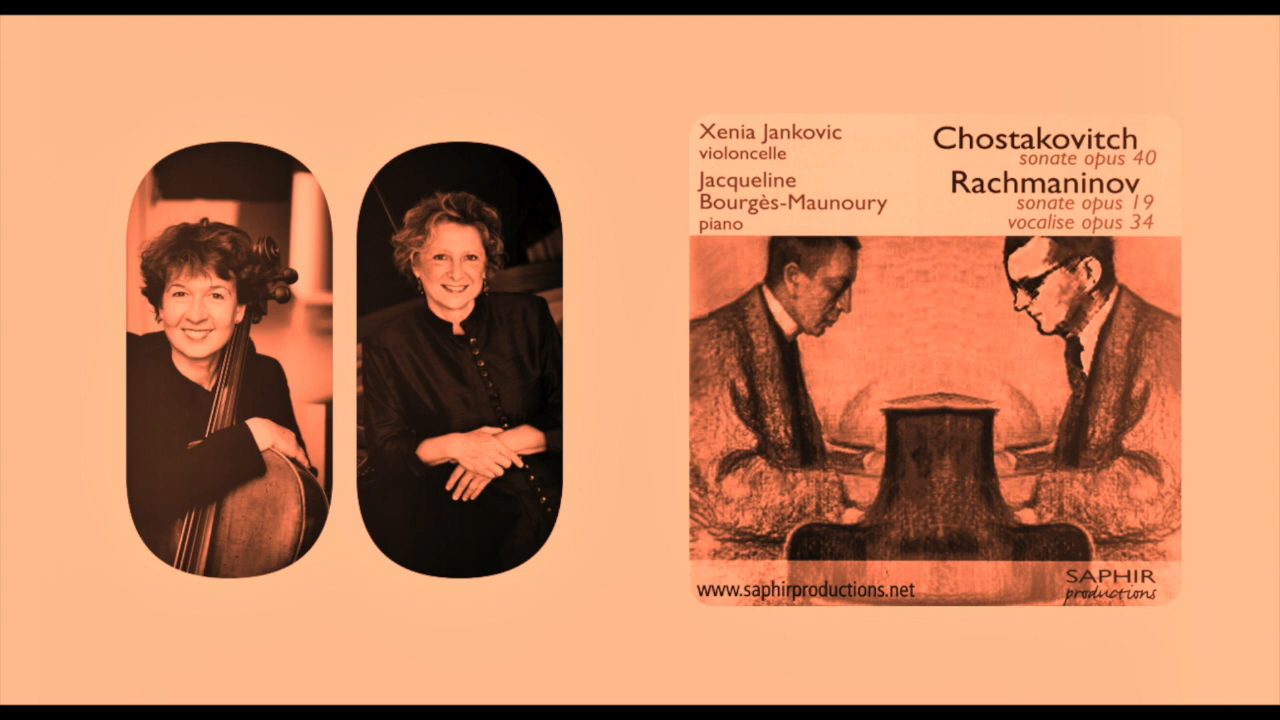 Xenia Jankovic
violoncelle
Jacqueline
Bourgès-Maunoury
piano
Chostakovitch
sonate opus 40
Rachmaninov
sonate opus 19
vocalise opus 34
www.saphirproductions.net
SAPHIR
productions